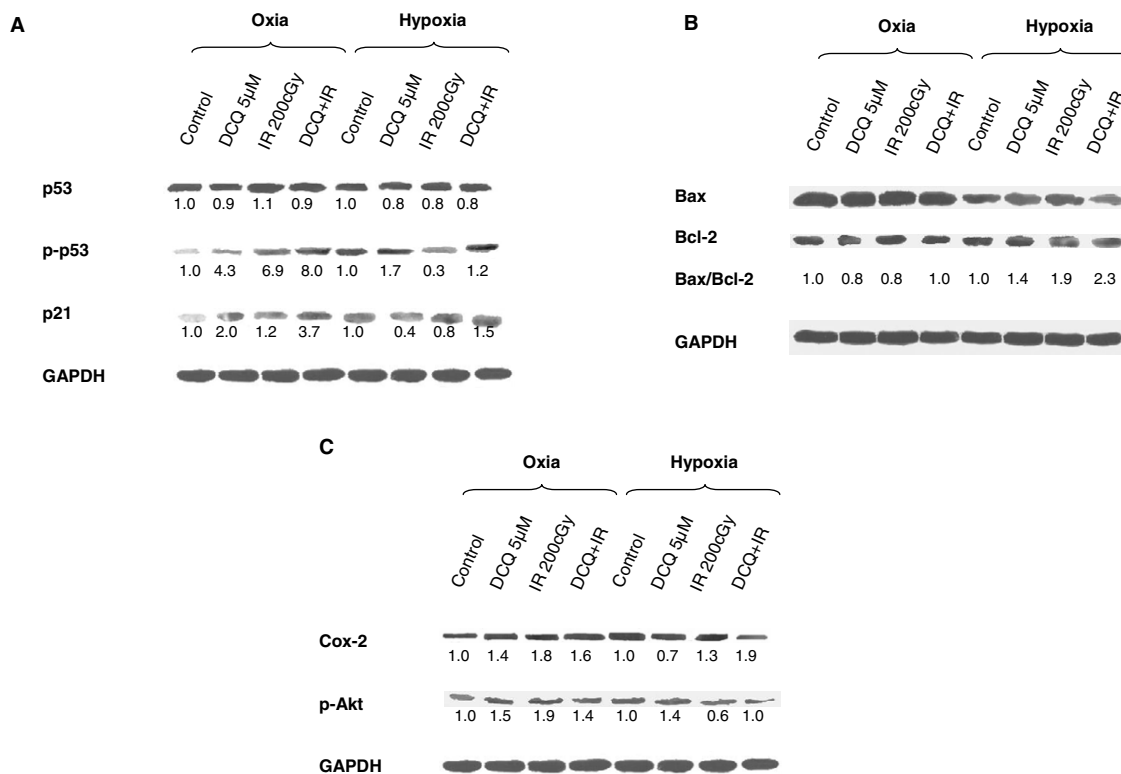 A
Oxia Hypoxia
Control DCQ 5µM IR 200cGy DCQ+IR Control DCQ 5µM IR 200cGy DCQ+IR
p53
1.0 0.9 1.1 0.9 1.0 0.8 0.8 0.8
p-p53
1.0 4.3 6.9 8.0 1.0 1.7 0.3 1.2
p21
1.0 2.0 1.2 3.7 1.0 0.4 0.8 1.5
GAPDH
B
Oxia Hypoxia
Control DCQ 5µM IR 200cGy DCQ+IR Control DCQ 5µM IR 200cGy DCQ+IR
Bax
Bcl-2
Bax/Bcl-2 1.0 0.8 0.8 1.0 1.0 1.4 1.9 2.3
GAPDH
C
Oxia Hypoxia
Control DCQ 5µM IR 200cGy DCQ+IR Control DCQ 5µM IR 200cGy DCQ+IR
Cox-2
1.0 1.4 1.8 1.6 1.0 0.7 1.3 1.9
p-Akt
1.0 1.5 1.9 1.4 1.0 1.4 0.6 1.0
GAPDH